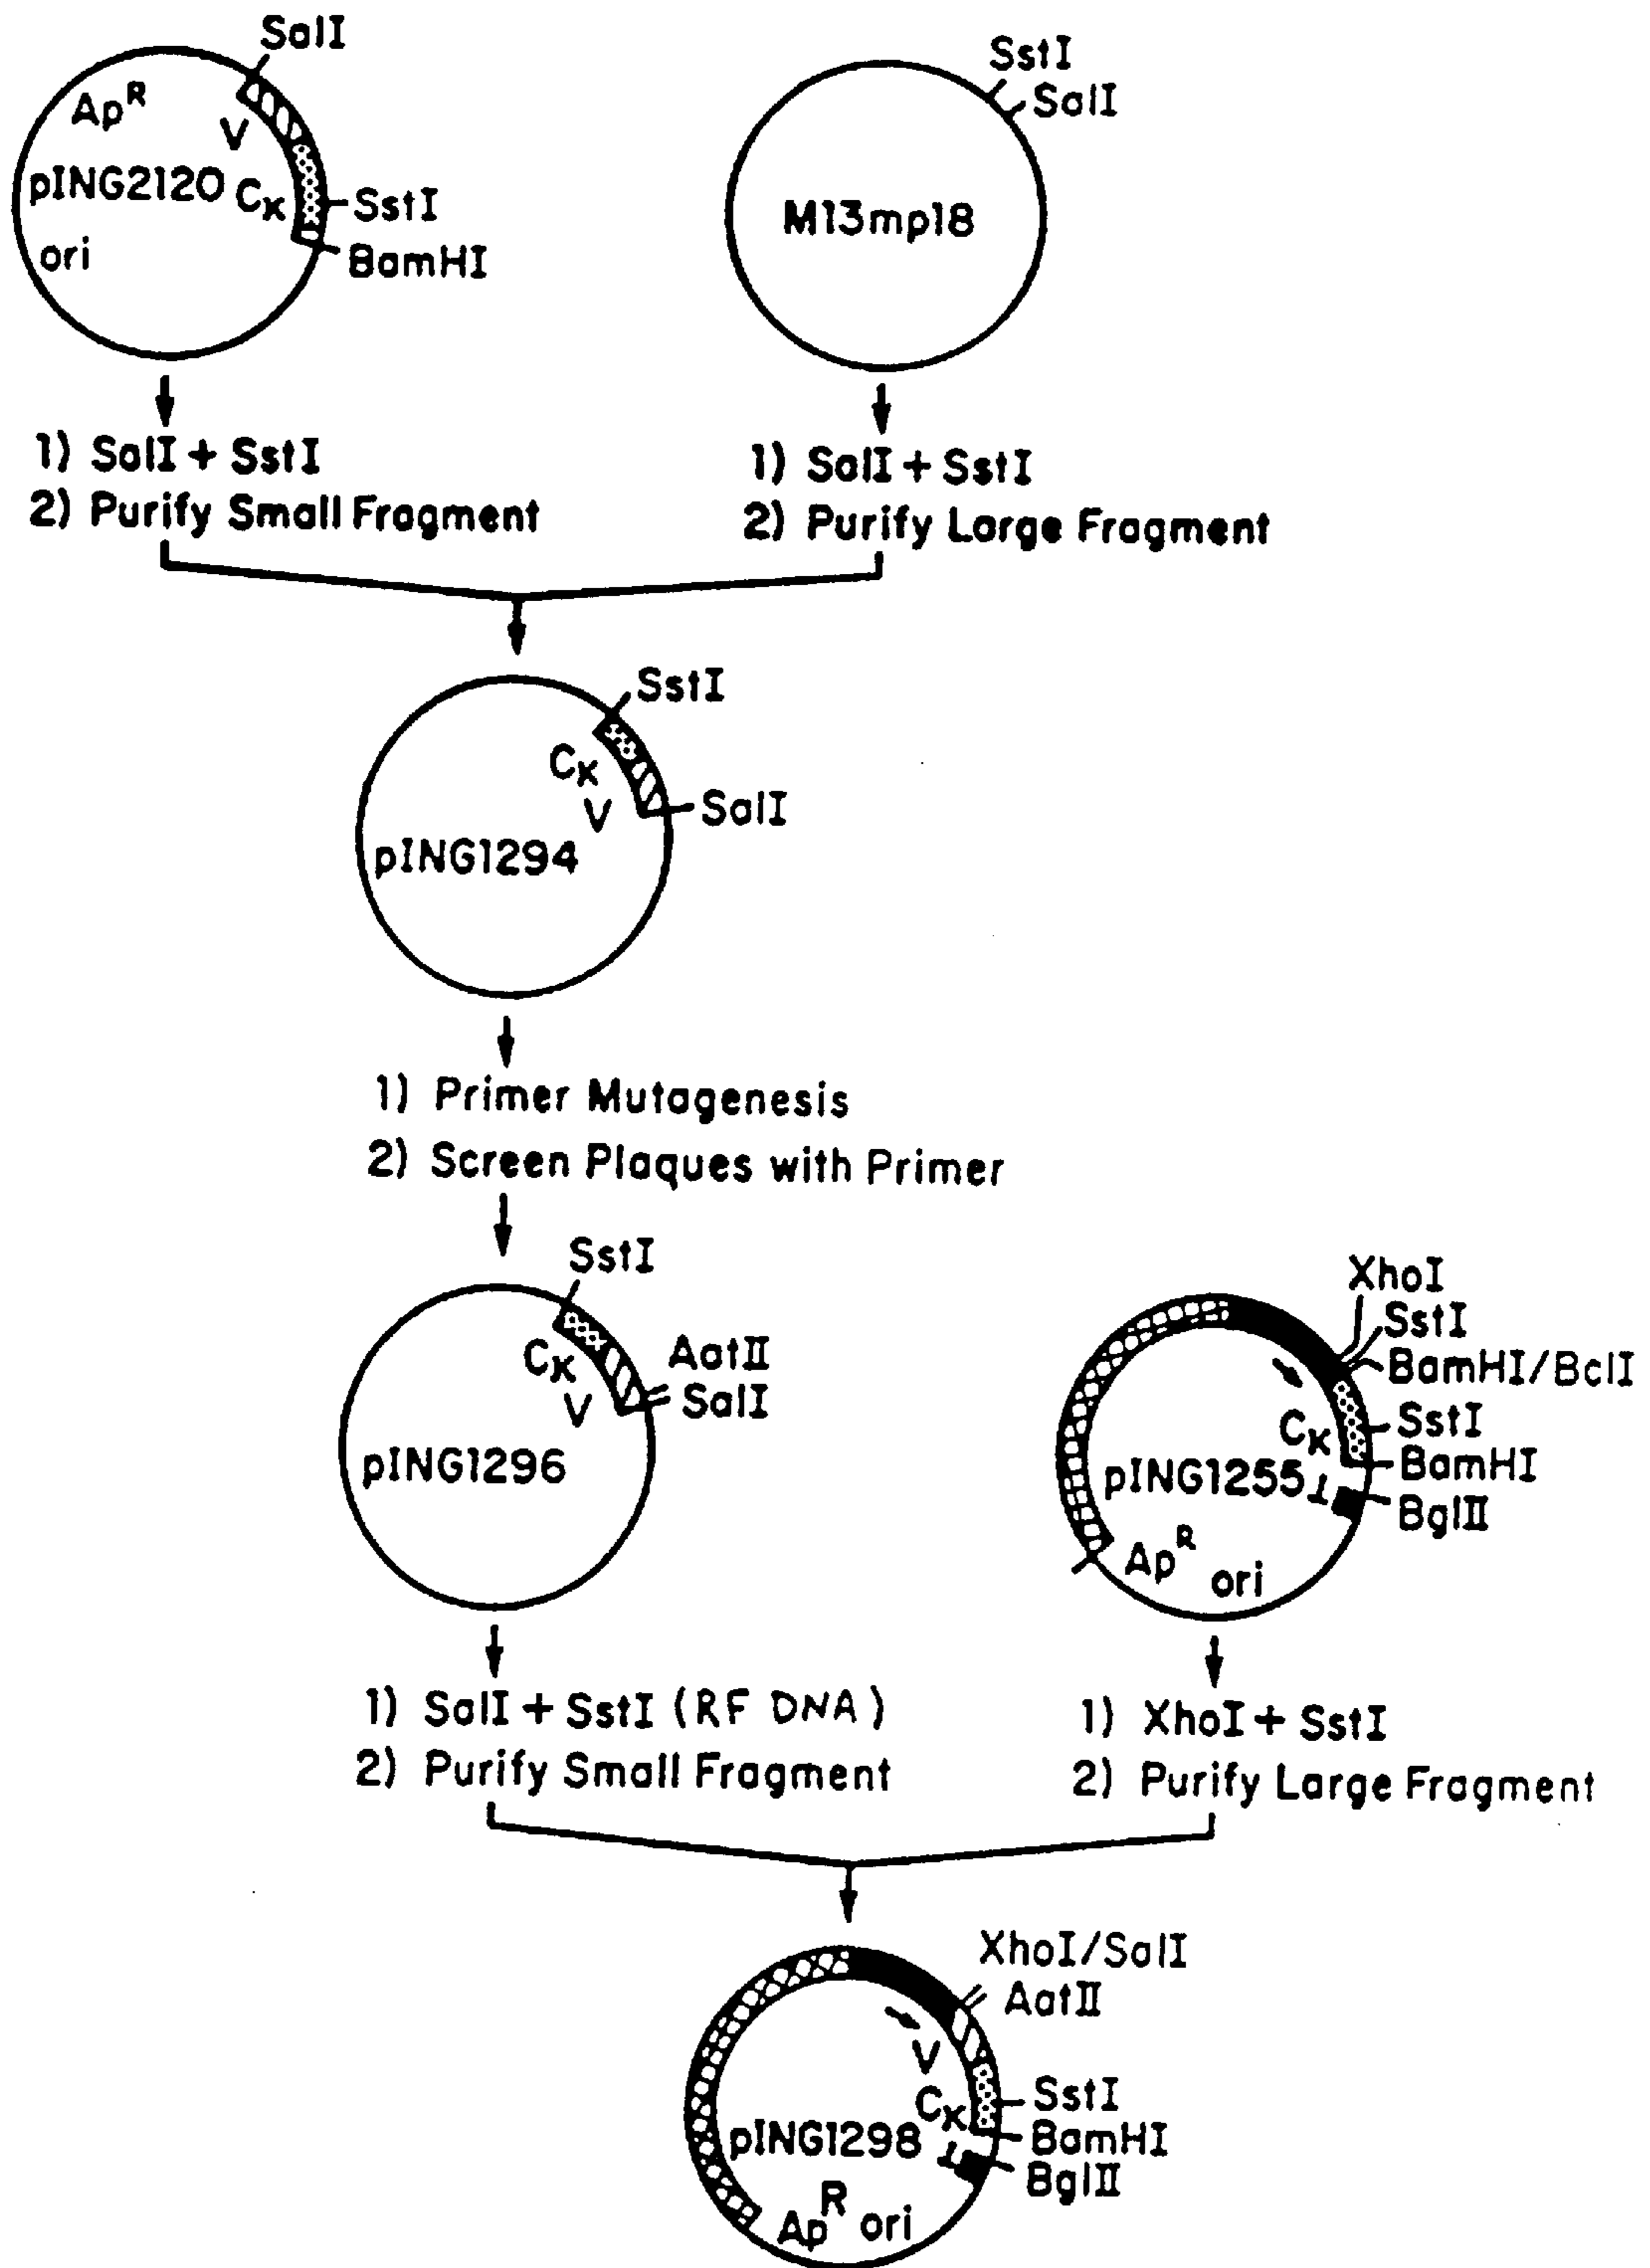 SalI
Ap^R
V
pING2120
Cκ
SstI
ori
BamHI
SstI
SalI
M13mp18
1) SalI + SstI
2) Purify Small Fragment
1) SalI + SstI
2) Purify Large Fragment
SstI
Cκ
V
SalI
pING1294
1) Primer Mutagenesis
2) Screen Plaques with Primer
SstI
Cκ
AatII
V
SalI
pING1296
XhoI
SstI
BamHI/BclI
Cκ
SstI
pING1255
BamHI
BglII
Ap^R
ori
1) SalI + SstI (RF DNA)
2) Purify Small Fragment
1) XhoI + SstI
2) Purify Large Fragment
XhoI/SalI
AatII
V
Cκ
SstI
pING1298
BamHI
BglII
Ap^R
ori